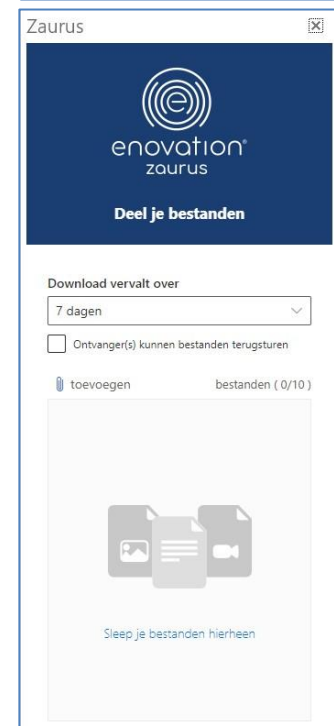 Zaurus
enovation®
zaurus
Deel je bestanden
Download vervalt over
7 dagen
Ontvanger(s) kunnen bestanden terugsturen
toevoegen bestanden ( 0/10 )
Sleep je bestanden hierheen